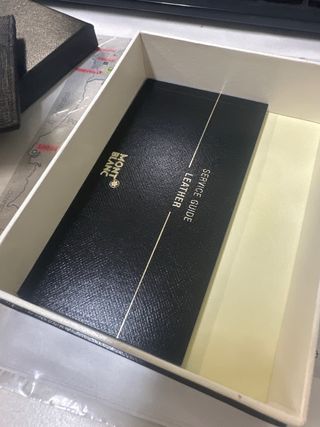 MONT
BLANC
SERVICE GUIDE
LEATHER